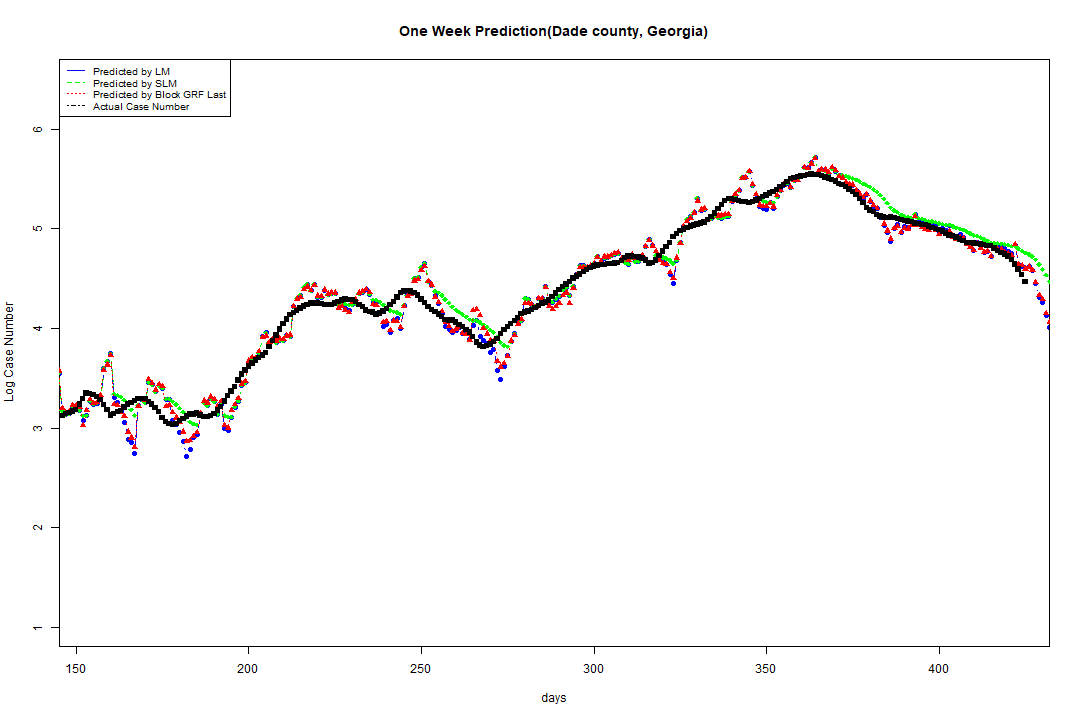 One Week Prediction(Dade county, Georgia)
Predicted by LM
Predicted by SLM
Predicted by Block GRF Last
Actual Case Number
6
5
4
3
2
1
Log Case Number
150 200 250 300 350 400
days